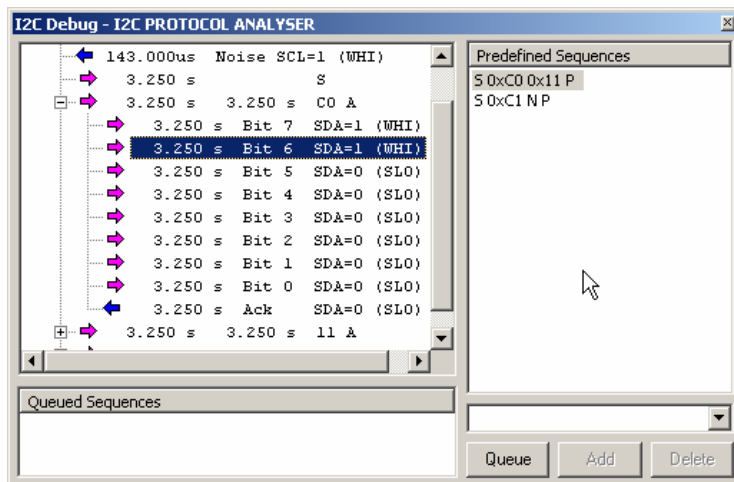 I2C Debug - I2C PROTOCOL ANALYSER
143.000us Noise SCL=1 (WHI)
3.250 s S
3.250 s 3.250 s C0 A
3.250 s Bit 7 SDA=1 (WHI)
3.250 s Bit 6 SDA=1 (WHI)
3.250 s Bit 5 SDA=0 (SLO)
3.250 s Bit 4 SDA=0 (SLO)
3.250 s Bit 3 SDA=0 (SLO)
3.250 s Bit 2 SDA=0 (SLO)
3.250 s Bit 1 SDA=0 (SLO)
3.250 s Bit 0 SDA=0 (SLO)
3.250 s Ack SDA=0 (SLO)
3.250 s 3.250 s 11 A
Queued Sequences
Predefined Sequences
S 0xC0 0x11 P
S 0xC1 N P
Queue
Add
Delete